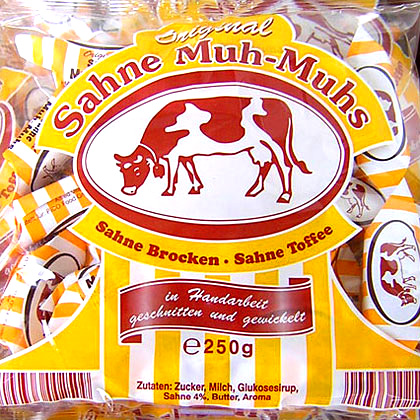 Original
Sahne Muh-Muhs
Sahne Brocken · Sahne Toffee
in Handarbeit
geschnitten und gewickelt
e 250g
Zutaten: Zucker, Milch, Glukosesirup,
Sahne 4%, Butter, Aroma